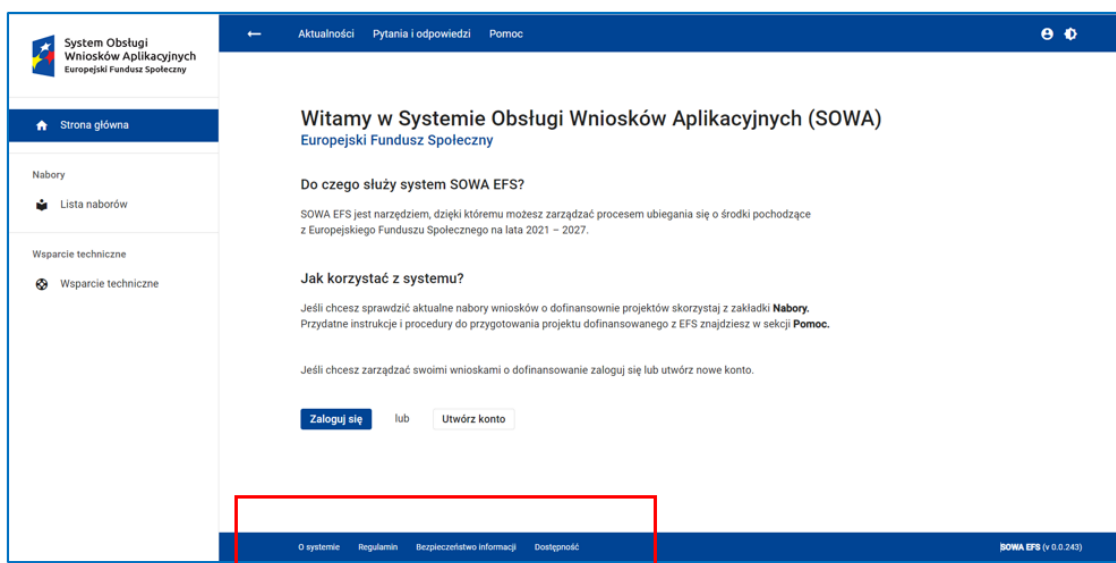 System Obsługi
Wniosków Aplikacyjnych
Europejski Fundusz Społeczny
Aktualności Pytania i odpowiedzi Pomoc
Strona główna
Nabory
Lista naborów
Wsparcie techniczne
Wsparcie techniczne
Witamy w Systemie Obsługi Wniosków Aplikacyjnych (SOWA)
Europejski Fundusz Społeczny
Do czego służy system SOWA EFS?
SOWA EFS jest narzędziem, dzięki któremu możesz zarządzać procesem ubiegania się o środki pochodzące
z Europejskiego Funduszu Społecznego na lata 2021 – 2027.
Jak korzystać z systemu?
Jeśli chcesz sprawdzić aktualne nabory wniosków o dofinansownie projektów skorzystaj z zakładki Nabory.
Przydatne instrukcje i procedury do przygotowania projektu dofinansowanego z EFS znajdziesz w sekcji Pomoc.
Jeśli chcesz zarządzać swoimi wnioskami o dofinansowanie zaloguj się lub utwórz nowe konto.
Zaloguj się lub Utwórz konto
O systemie Regulamin Bezpieczeństwo informacji Dostępność SOWA EFS (v 0.0.243)